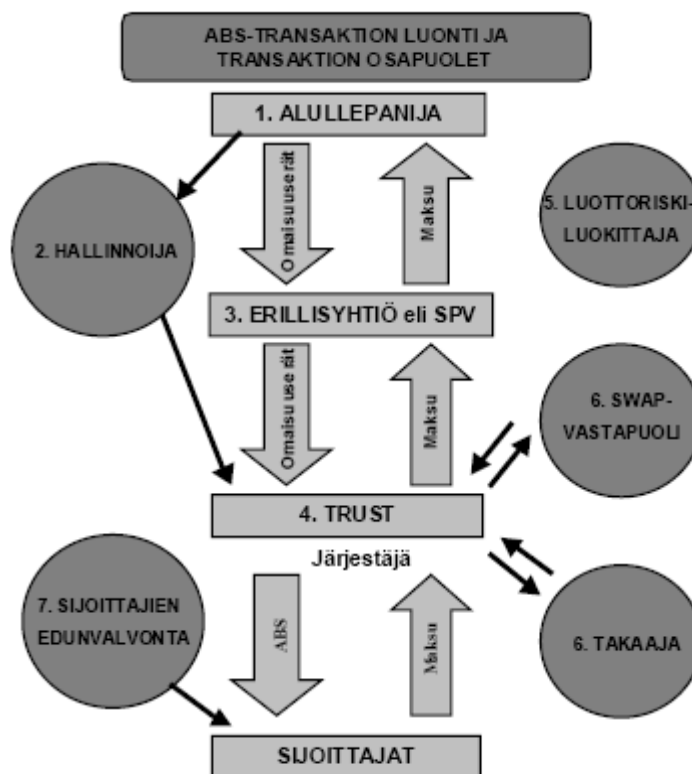 ABS-TRANSAKTION LUONTI JA
TRANSAKTION OSAPUOLET
1. ALULLEPANIJA
Omaisuuserät
Maksu
2. HALLINNOIJA
5. LUOTTORISKI-
LUOKITTAJA
3. ERILLISYHTIÖ eli SPV
Omaisuuserät
Maksu
6. SWAP-
VASTAPUOLI
4. TRUST
Järjestäjä
7. SIJOITTAJIEN
EDUNVALVONTA
ABS
Maksu
6. TAKAAJA
SIJOITTAJAT